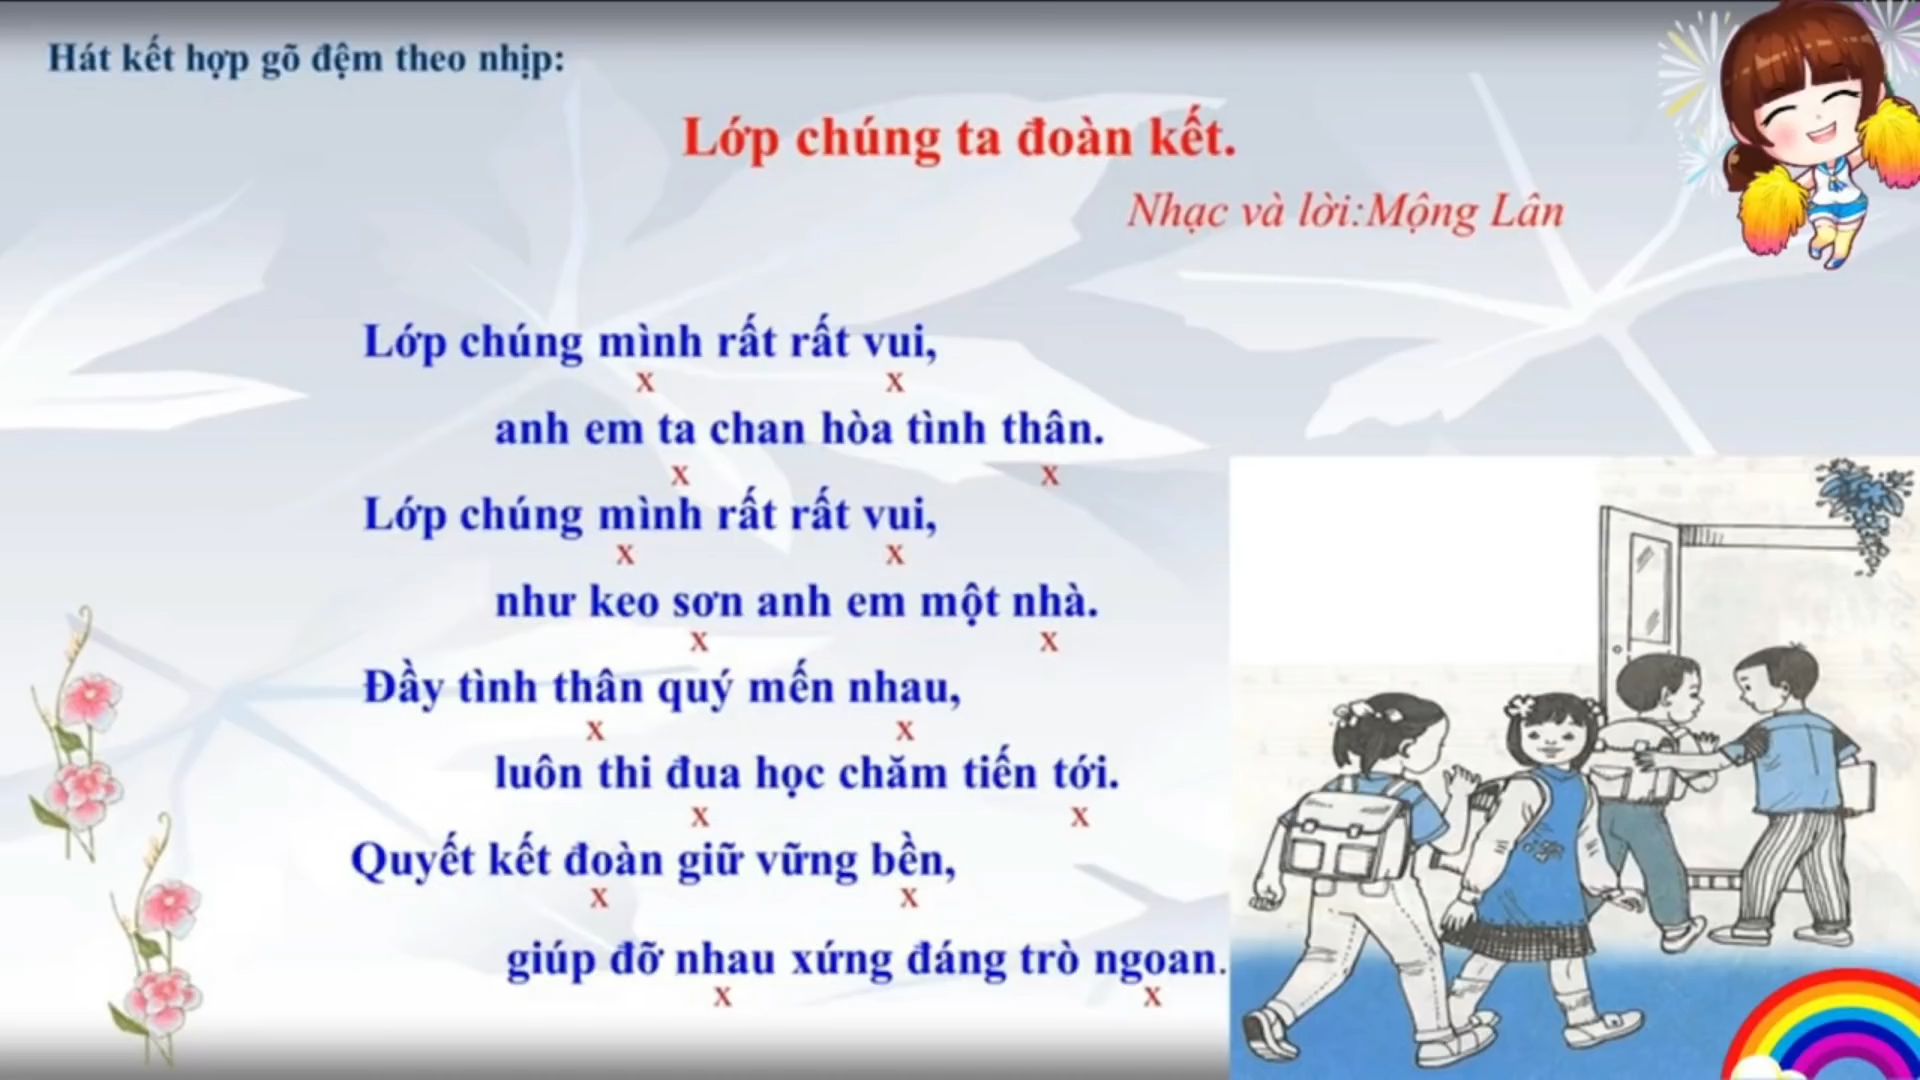 Hát kết hợp gõ đệm theo nhịp:
Lớp chúng ta đoàn kết.
Nhạc và lời:Mộng Lân
Lớp chúng mình rất rất vui,
x x
anh em ta chan hòa tình thân.
x x
Lớp chúng mình rất rất vui,
x x
như keo sơn anh em một nhà.
x x
Đầy tình thân quý mến nhau,
x x
luôn thi đua học chăm tiến tới.
x x
Quyết kết đoàn giữ vững bền,
x x
giúp đỡ nhau xứng đáng trò ngoan.
x x